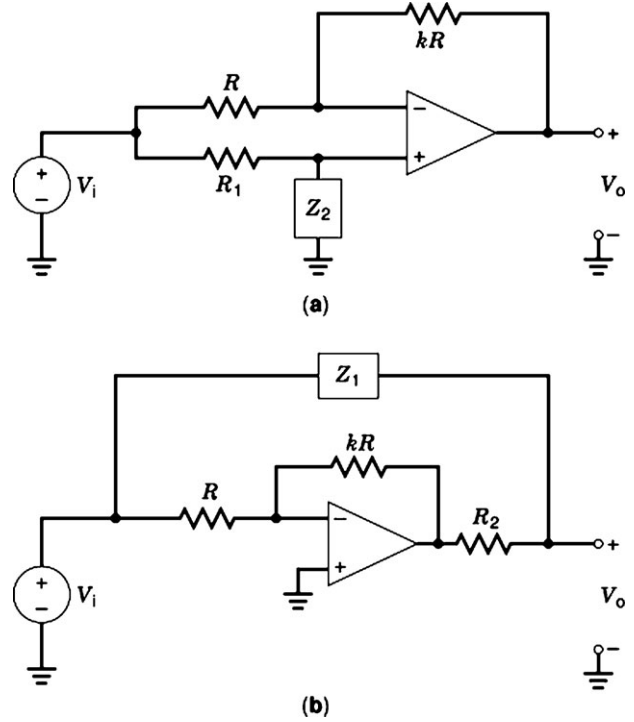 kR
R
−
+
R₁
+
−
Vᵢ
Z₂
+
Vₒ
−
(a)
Z₁
kR
R
−
+
R₂
+
−
Vᵢ
+
Vₒ
−
(b)